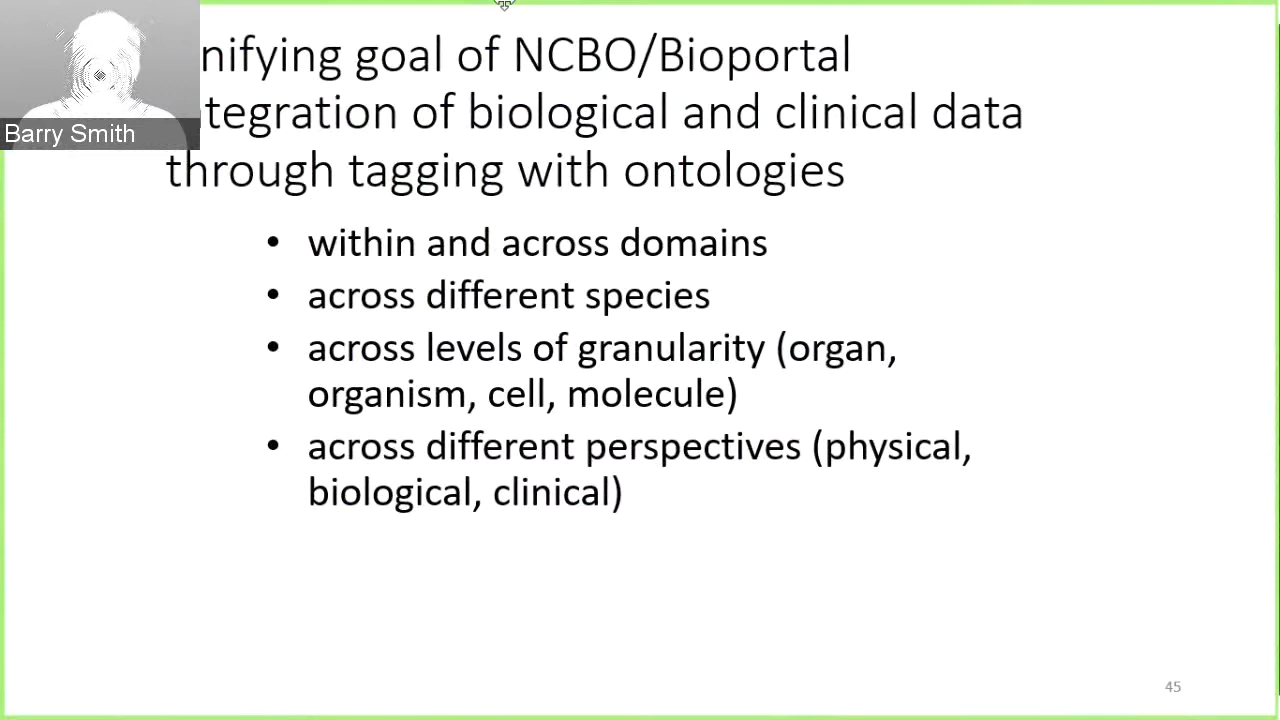 nifying goal of NCBO/Bioportal
ntegration of biological and clinical data
through tagging with ontologies
Barry Smith
• within and across domains
• across different species
• across levels of granularity (organ,
organism, cell, molecule)
• across different perspectives (physical,
biological, clinical)
45